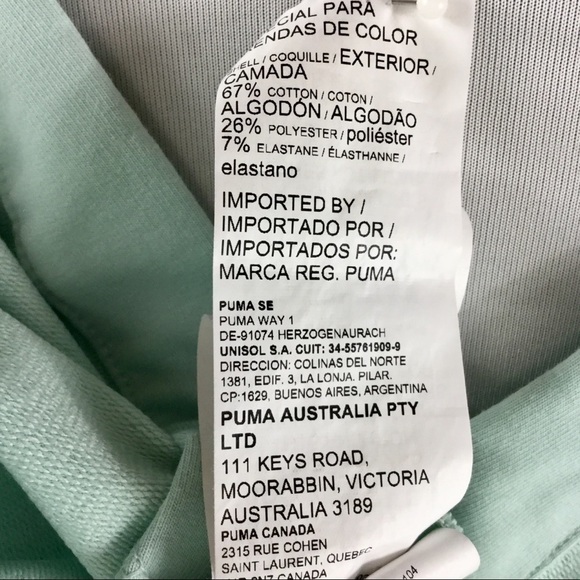 CIAL PARA
ENDAS DE COLOR
ELL / COQUILLE / EXTERIOR /
CAMADA
67% COTTON / COTON /
ALGODÓN / ALGODÃO
26% POLYESTER / poliéster
7% ELASTANE / ÉLASTHANNE /
elastano
IMPORTED BY /
IMPORTADO POR /
IMPORTADOS POR:
MARCA REG. PUMA
PUMA SE
PUMA WAY 1
DE-91074 HERZOGENAURACH
UNISOL S.A. CUIT: 34-55761909-9
DIRECCION: COLINAS DEL NORTE
1381, EDIF. 3, LA LONJA. PILAR.
CP:1629, BUENOS AIRES, ARGENTINA
PUMA AUSTRALIA PTY
LTD
111 KEYS ROAD,
MOORABBIN, VICTORIA
AUSTRALIA 3189
PUMA CANADA
2315 RUE COHEN
SAINT LAURENT, QUEBEC
2N7 CANADA
104